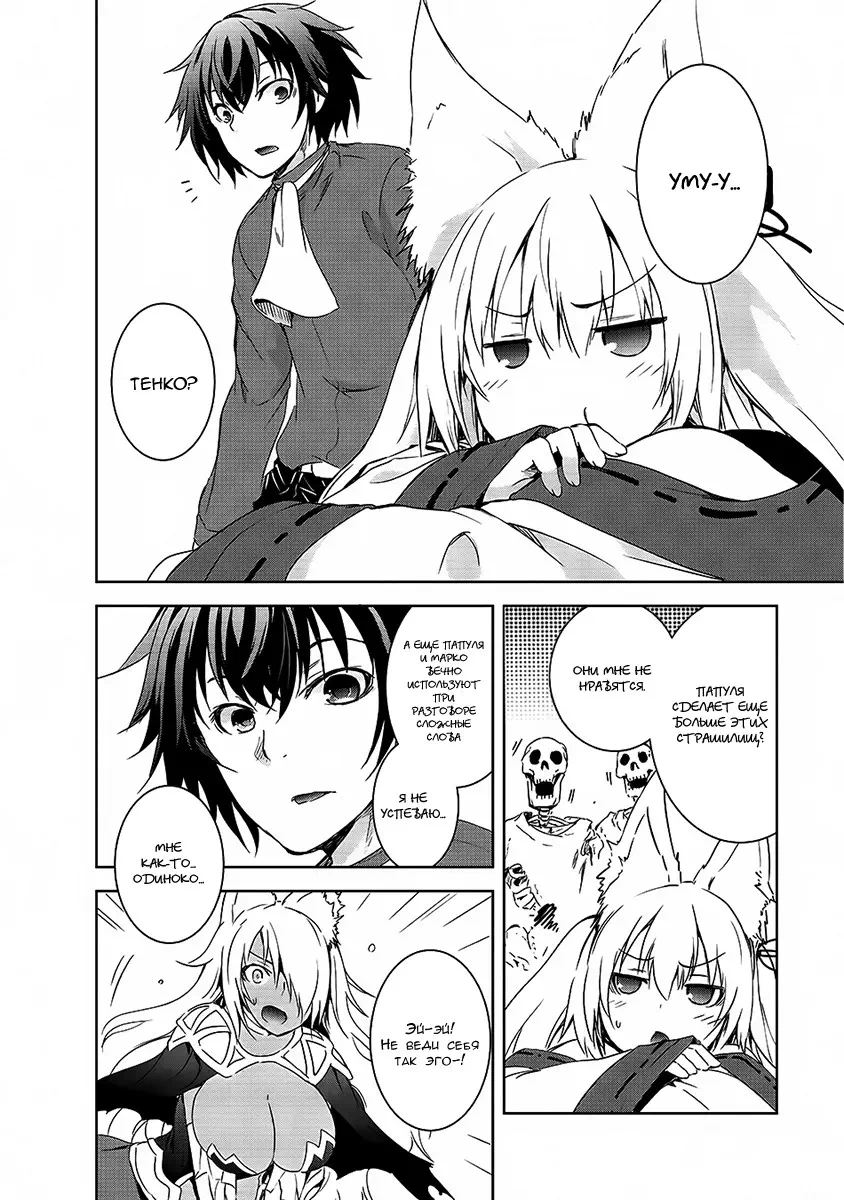 УМУ-У...
ТЕНКО?
ПАПУЛЯ
СДЕЛАЕТ ЕЩЕ
БОЛЬШЕ ЭТИХ
СТРАШИЛИЩ?
ОНИ МНЕ НЕ
НРАВЯТСЯ.
А ЕЩЕ ПАПУЛЯ
И МАРКО
ВЕЧНО
ИСПОЛЬЗУЮТ
ПРИ
РАЗГОВОРЕ
СЛОЖНЫЕ
СЛОВА
Я НЕ
УСПЕВАЮ...
МНЕ
КАК-ТО...
ОДИНОКО...
ЭЙ-ЭЙ!
НЕ ВЕДИ СЕБЯ
ТАК ЭГО-!